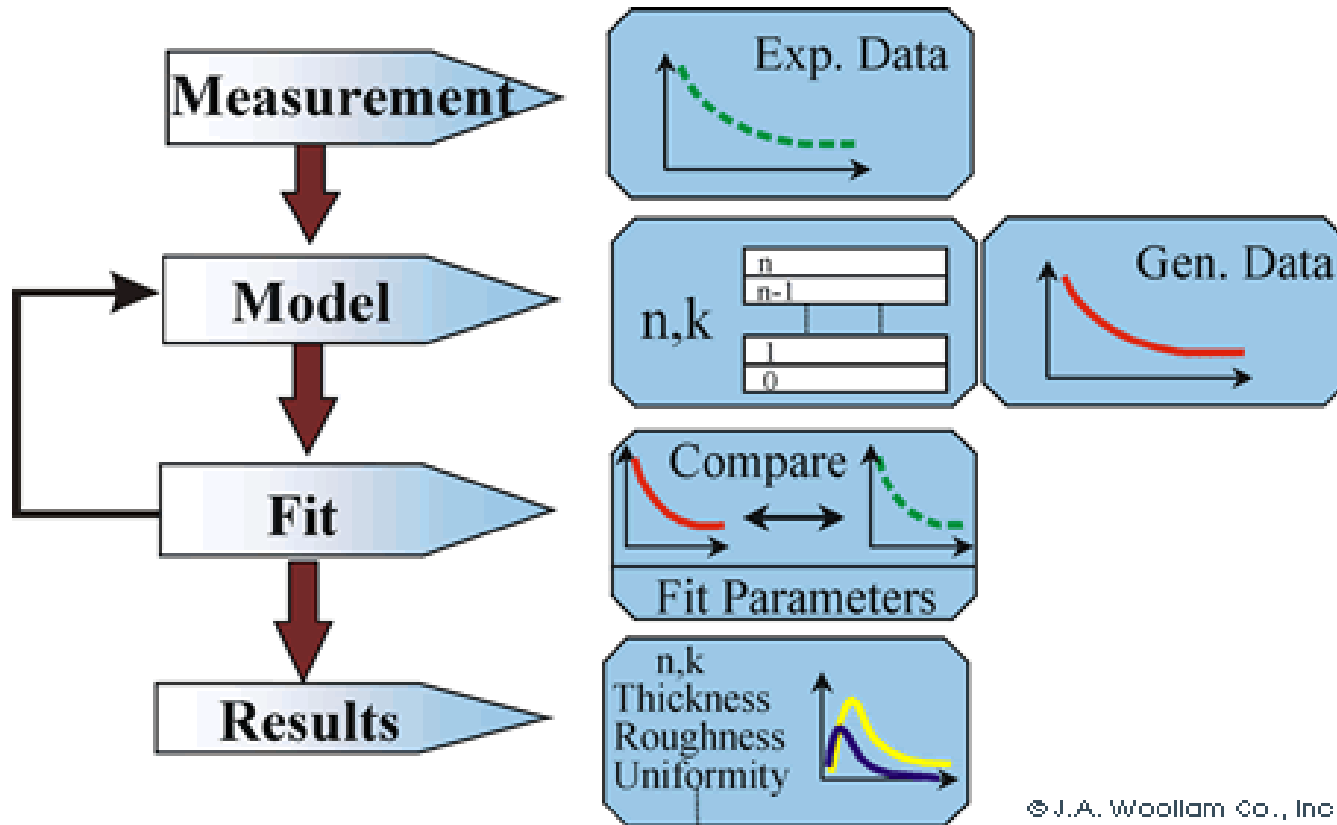 Measurement
Exp. Data
Model
n,k
n
n-1
1
0
Gen. Data
Fit
Compare
Fit Parameters
Results
n,k
Thickness
Roughness
Uniformity
© J.A. Woollam Co., Inc